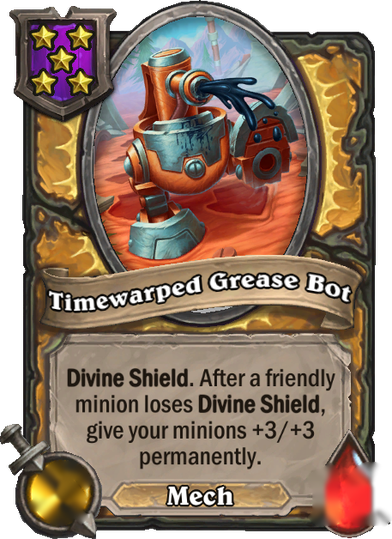 Timewarped Grease Bot
Divine Shield. After a friendly
minion loses Divine Shield,
give your minions +3/+3
permanently.
Mech